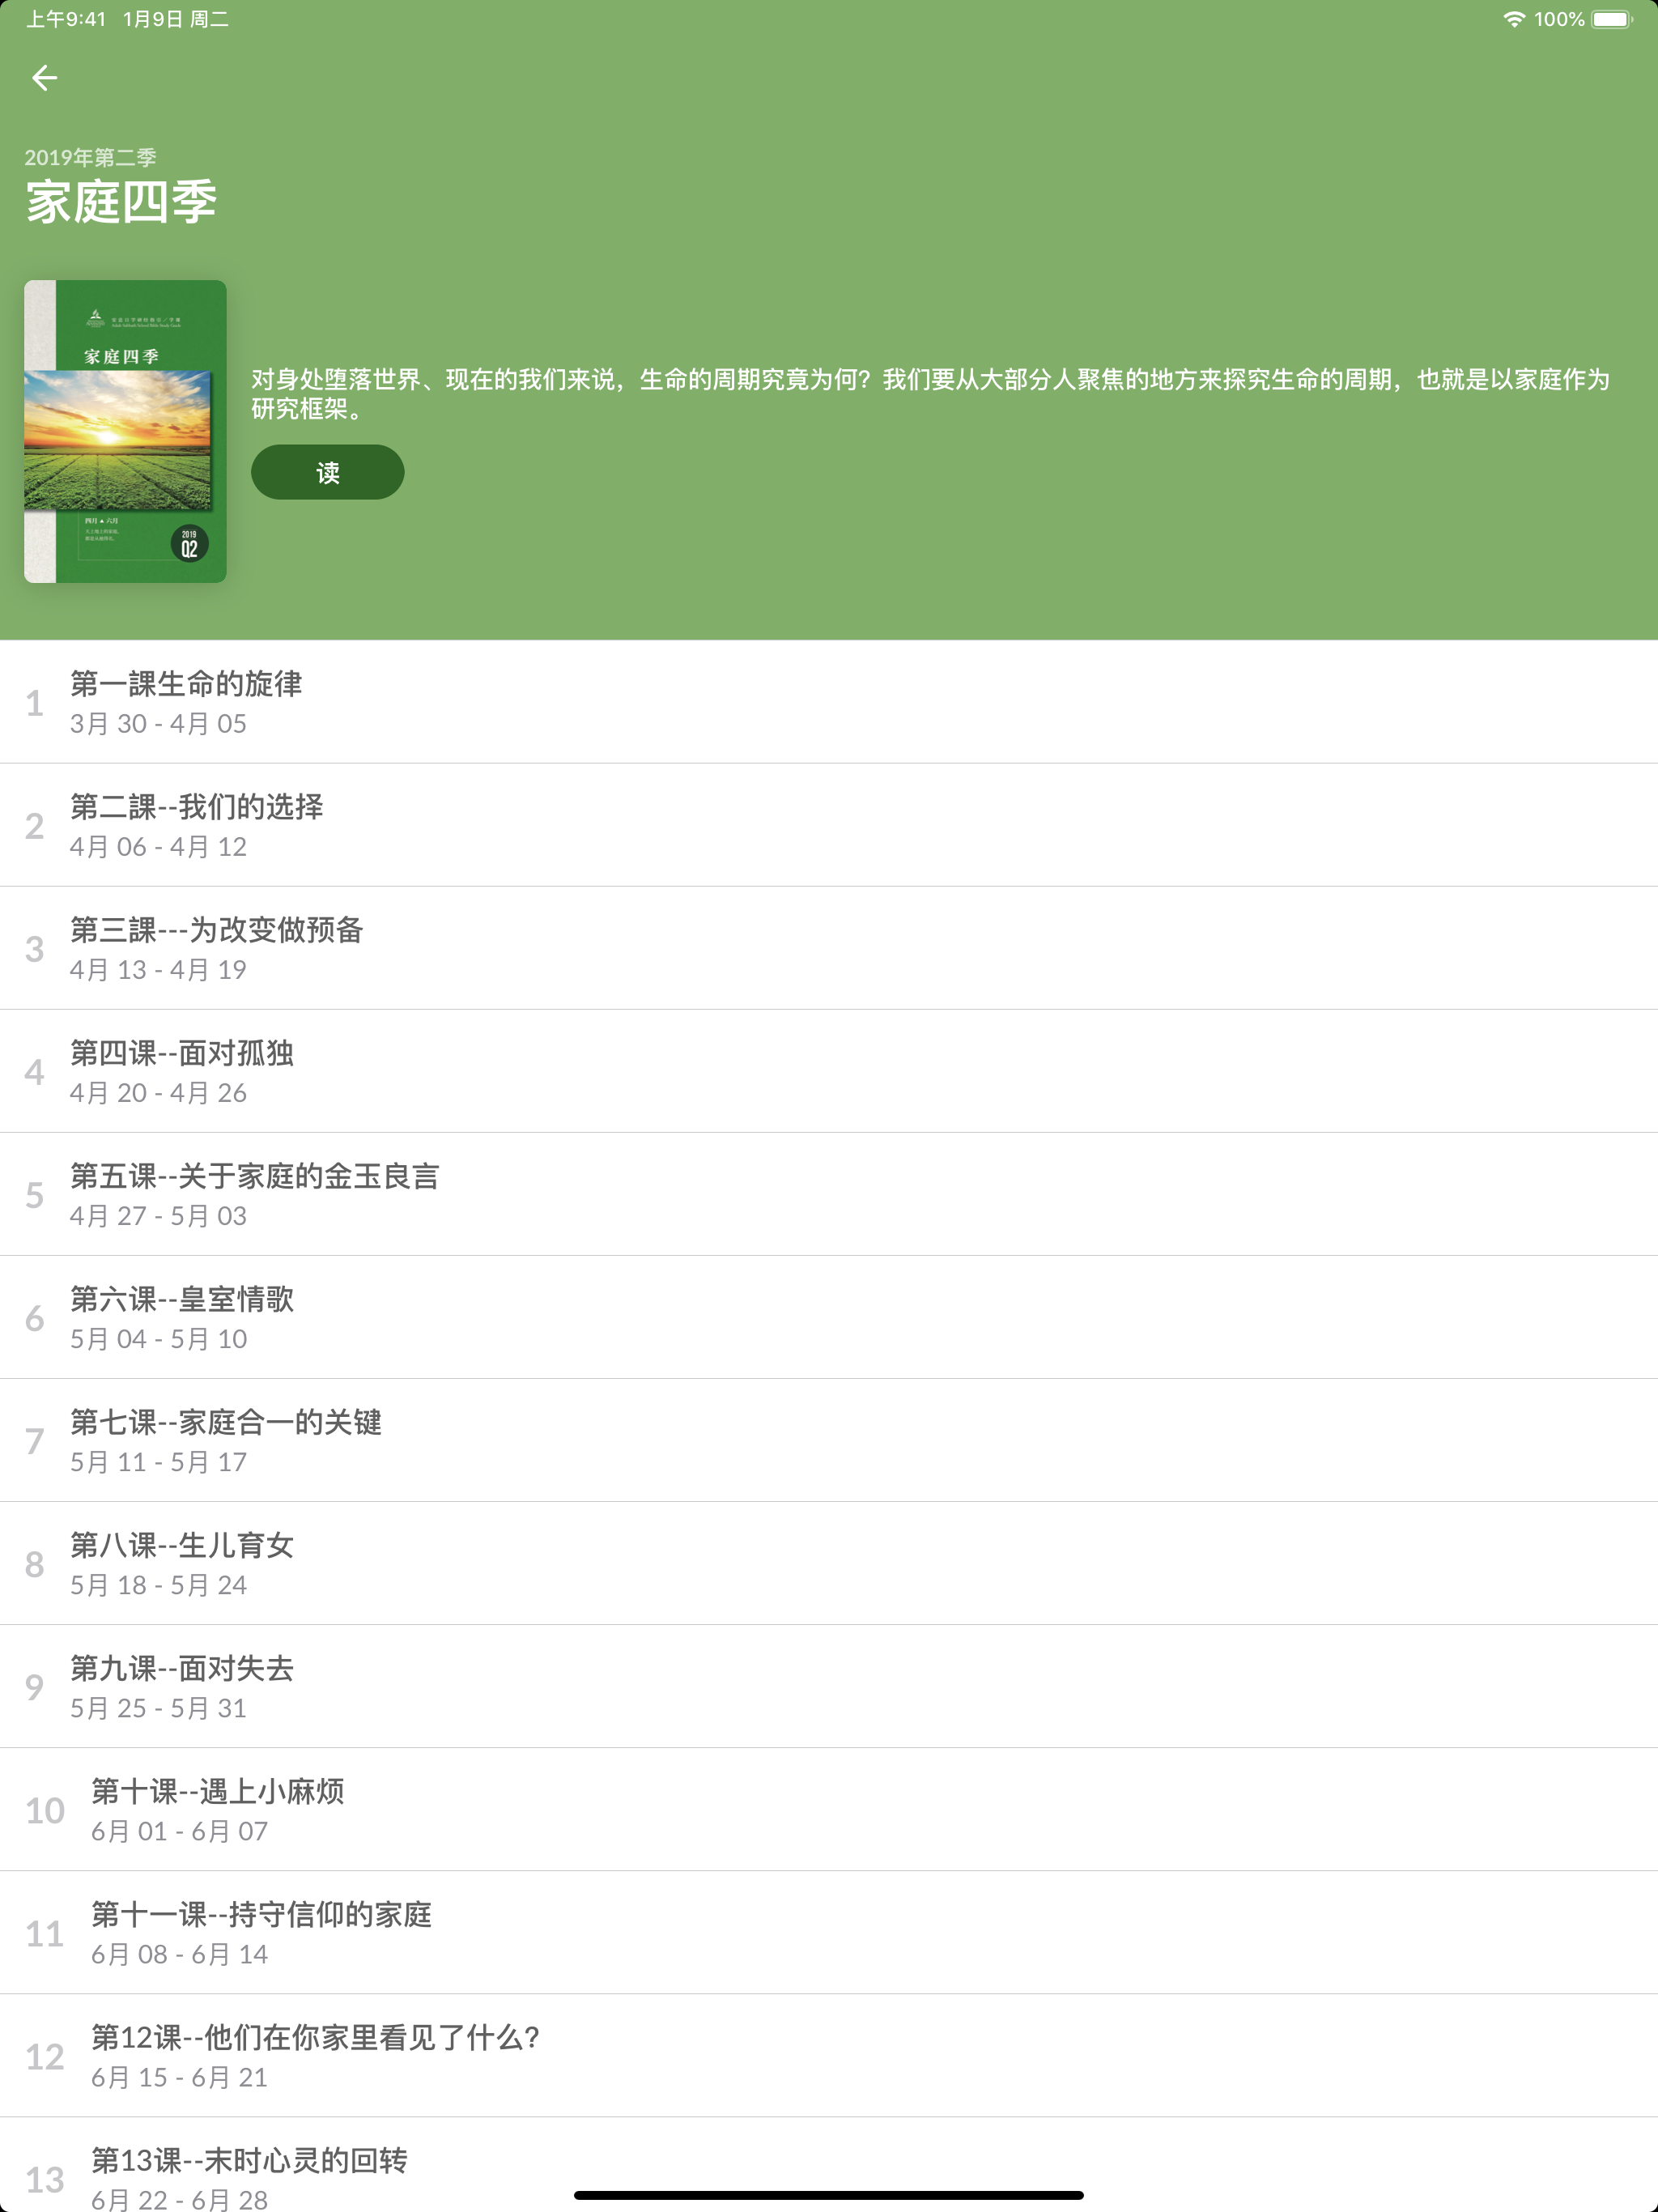 上午9:41 1月9日 周二
100%
2019年第二季
家庭四季
家庭四季
四月 ▲ 六月
2019
Q2
对身处堕落世界、现在的我们来说，生命的周期究竟为何？我们要从大部分人聚焦的地方来探究生命的周期，也就是以家庭作为
研究框架。
读
1
第一課生命的旋律
3月 30 - 4月 05
2
第二課--我们的选择
4月 06 - 4月 12
3
第三課---为改变做预备
4月 13 - 4月 19
4
第四课--面对孤独
4月 20 - 4月 26
5
第五课--关于家庭的金玉良言
4月 27 - 5月 03
6
第六课--皇室情歌
5月 04 - 5月 10
7
第七课--家庭合一的关键
5月 11 - 5月 17
8
第八课--生儿育女
5月 18 - 5月 24
9
第九课--面对失去
5月 25 - 5月 31
10
第十课--遇上小麻烦
6月 01 - 6月 07
11
第十一课--持守信仰的家庭
6月 08 - 6月 14
12
第12课--他们在你家里看见了什么?
6月 15 - 6月 21
13
第13课--末时心灵的回转
6月 22 - 6月 28